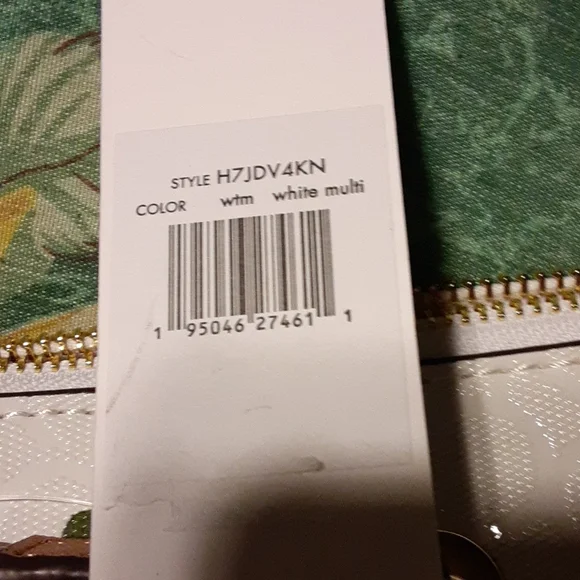 STYLE H7JDV4KN
COLOR wtm white multi
1 95046 27461 1